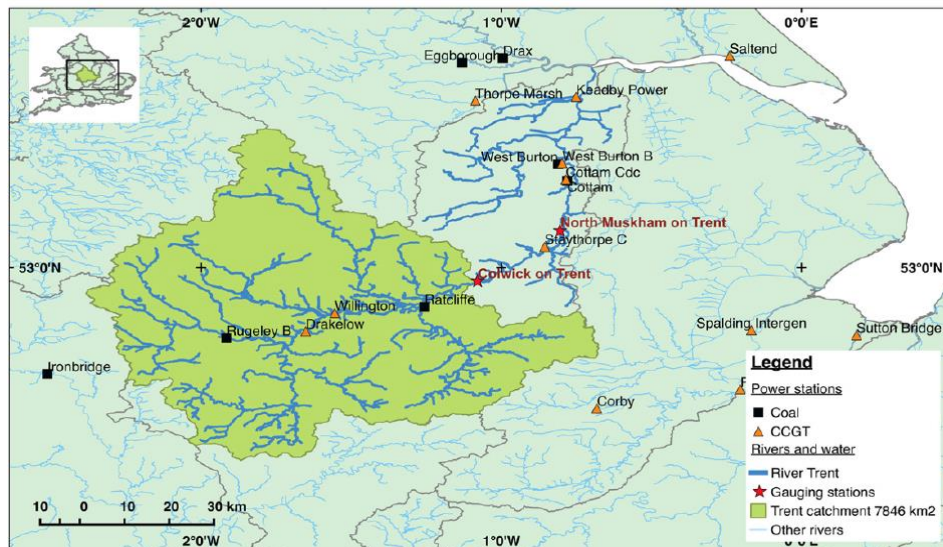 2°0'W
1°0'W
0°0'E
Saltend
Eggborough
Drax
Thorpe Marsh
Keadby Power
West Burton
West Burton B
Cottam Cdc
Cottam
North Muskham on Trent
Staythorpe C
53°0'N
53°0'N
Colwick on Trent
Willington
Ratcliffe
Drakelow
Rugeley B
Spalding Intergen
Sutton Bridge
Ironbridge
Corby
Legend
Power stations
Coal
CCGT
Rivers and water
River Trent
Gauging stations
Trent catchment 7846 km2
Other rivers
10 0 10 20 30 km
2°0'W
1°0'W
0°0'E